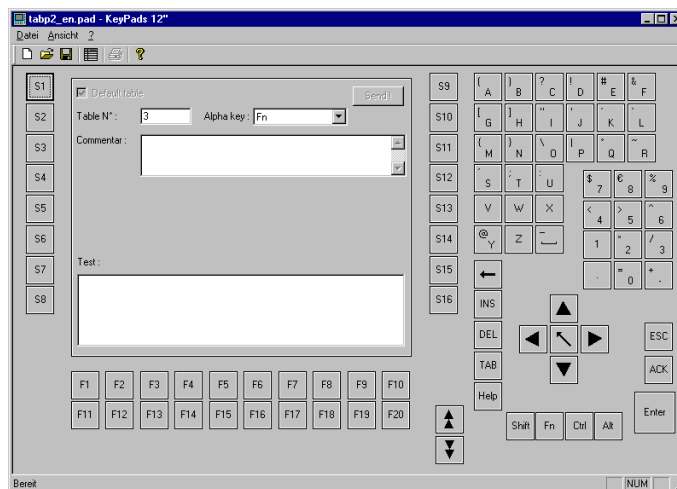 tabp2_en.pad - KeyPads 12"
Datei Ansicht ?
S1 Default table Send ! S9 ( A ) B ? C ! D # E & F
S2 Table N° : 3 Alpha key : Fn S10 [ G ] H " I ' J ´ K ` L
S3 Commentar : S11 { M } N \ O | P ° Q ~ R
S4 S12 ´ S ; T : U $ 7 € 8 % 9
S5 S13 V W X < 4 > 5 ^ 6
S6 S14 @ Y Z _ 1 " 2 / 3
S7 Test : S15 . = 0 + -
S8 S16 INS
DEL ESC
F1 F2 F3 F4 F5 F6 F7 F8 F9 F10 TAB ACK
F11 F12 F13 F14 F15 F16 F17 F18 F19 F20 Help Enter
Shift Fn Ctrl Alt
Bereit NUM